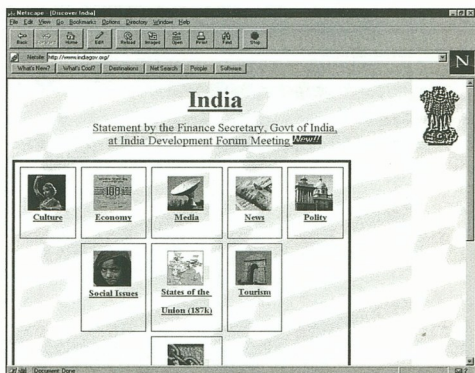 Netscape - [Discover India]
File Edit View Go Bookmarks Options Directory Window Help
Back Forward Home Edit Reload Images Open Print Find Stop
Netsite: http://www.indiagov.org/
What's New? What's Cool? Destinations Net Search People Software
N
India
Statement by the Finance Secretary, Govt of India,
at India Development Forum Meeting New!!
Culture Economy Media News Polity
Social Issues States of the Union (187k) Tourism
Document: Done